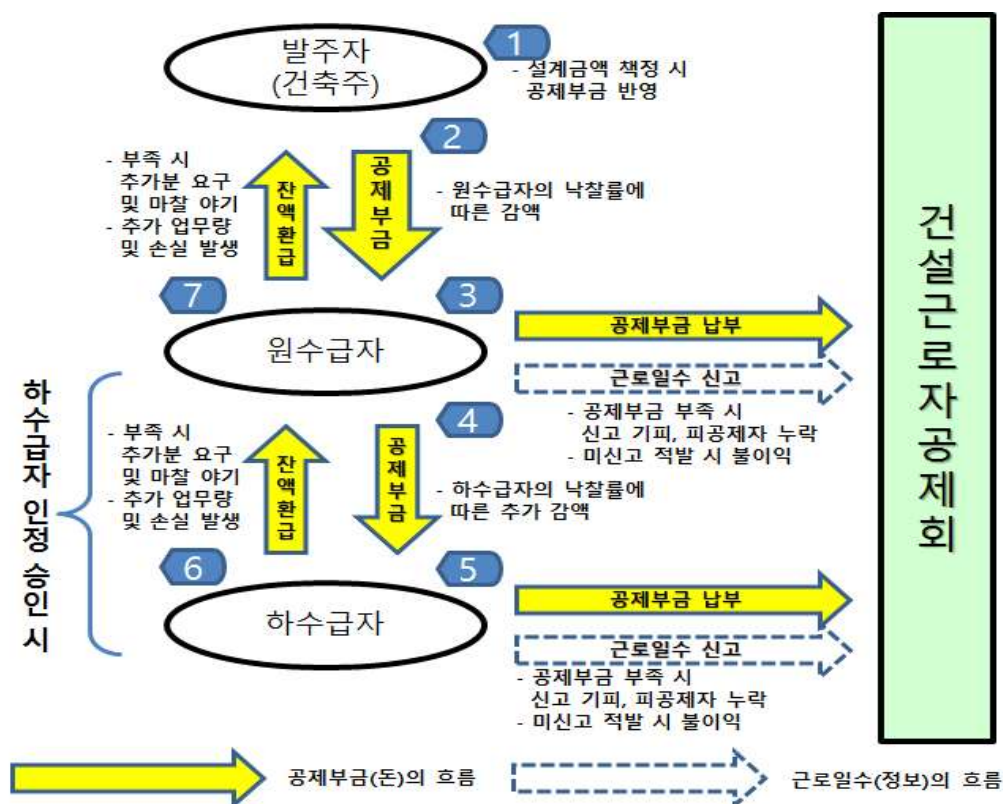 발주자
(건축주)
1
- 설계금액 책정 시
공제부금 반영
2
- 부족 시
추가분 요구
및 마찰 야기
- 추가 업무량
및 손실 발생
잔액환급
공제부금
- 원수급자의 낙찰률에
따른 감액
7
3
원수급자
공제부금 납부
근로일수 신고
- 공제부금 부족 시
신고 기피, 피공제자 누락
- 미신고 적발 시 불이익
하수급자 인정 승인 시
4
- 부족 시
추가분 요구
및 마찰 야기
- 추가 업무량
및 손실 발생
잔액환급
공제부금
- 하수급자의 낙찰률에
따른 추가 감액
6
5
하수급자
공제부금 납부
근로일수 신고
- 공제부금 부족 시
신고 기피, 피공제자 누락
- 미신고 적발 시 불이익
건설근로자공제회
공제부금(돈)의 흐름
근로일수(정보)의 흐름